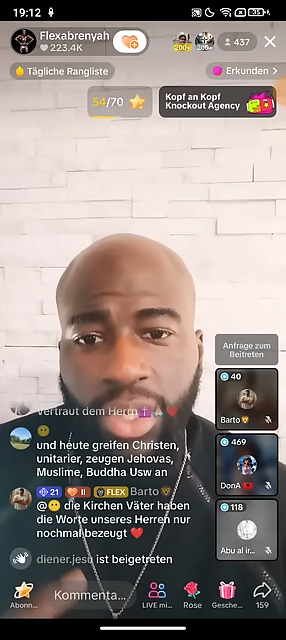 19:12
35
Flexabrenyah
223.4K
200+
200+
437
Tägliche Rangliste
Erkunden >
54/70
Kopf an Kopf
Knockout Agency
Anfrage zum
Beitreten
40
Barto
469
DonA
118
Abu al ir...
vertraut dem Herrn
und heute greifen Christen,
unitarier, zeugen Jehovas,
Muslime, Buddha Usw an
21 II FLEX Barto
@😶 die Kirchen Väter haben
die Worte unseres Herren nur
nochmal bezeugt ❤️
diener.jesu ist beigetreten
Abonn...
Kommenta...
LIVE mi...
Rose
Gesche...
159